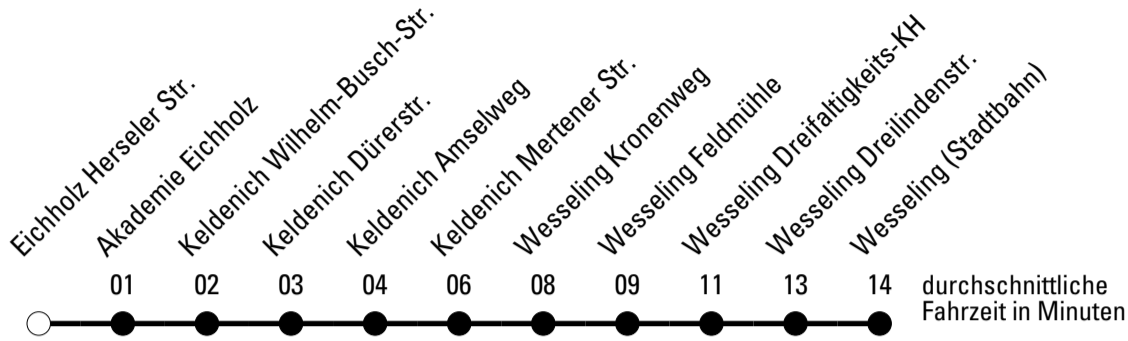 Eichholz Herseler Str.
Akademie Eichholz
Keldenich Wilhelm-Busch-Str.
Keldenich Dürerstr.
Keldenich Amselweg
Keldenich Mertener Str.
Wesseling Kronenweg
Wesseling Feldmühle
Wesseling Dreifaltigkeits-KH
Wesseling Dreilindenstr.
Wesseling (Stadtbahn)
01 02 03 04 06 08 09 11 13 14 durchschnittliche
Fahrzeit in Minuten